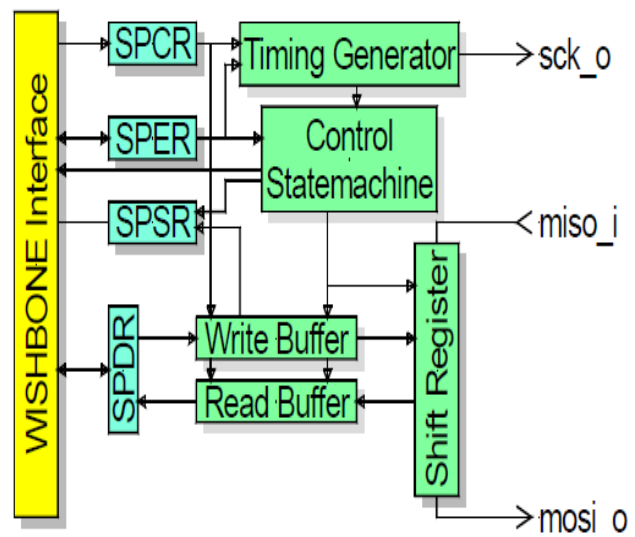 SPCR
Timing Generator
sck_o
SPER
Control
Statemachine
SPSR
miso_i
WISHBONE Interface
SPDR
Write Buffer
Read Buffer
Shift Register
mosi_o